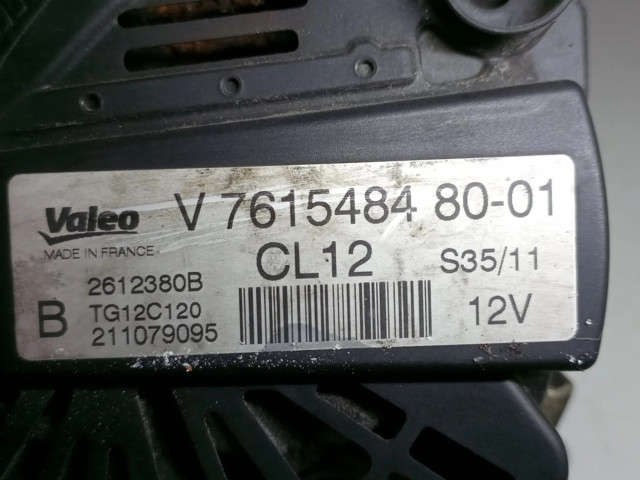 Valeo V 7615484 80-01
MADE IN FRANCE CL12 S35/11
2612380B
B TG12C120 12V
211079095